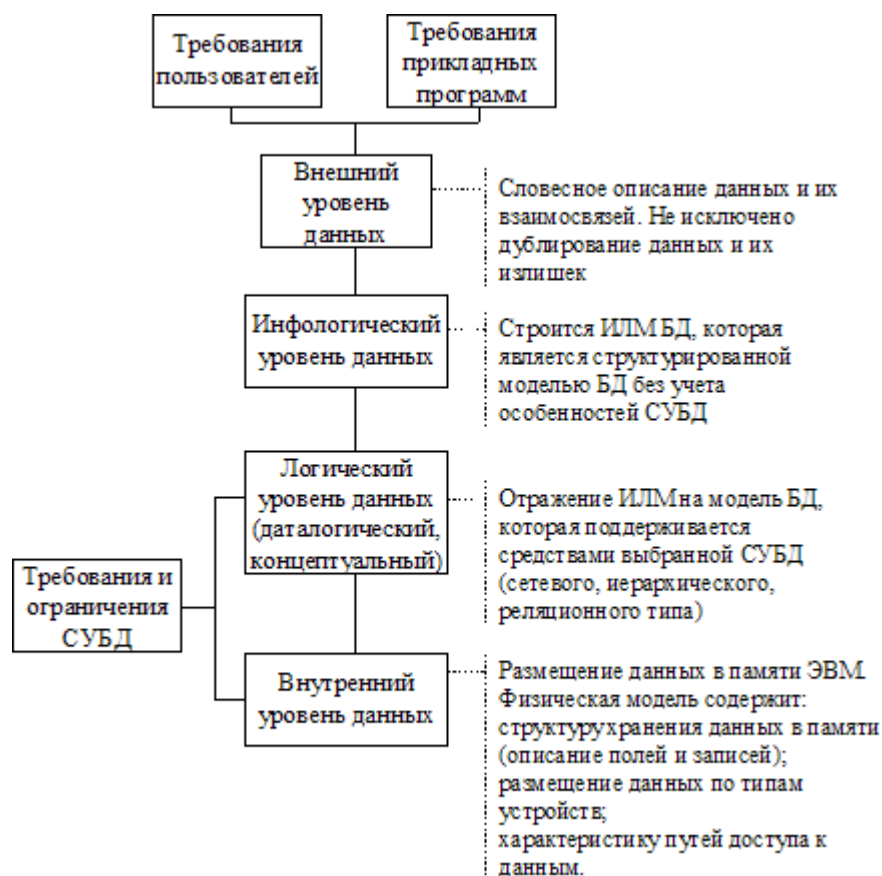 Требования
пользователей
Требования
прикладных
программ
Внешний
уровень
данных
Словесное описание данных и их
взаимосвязей. Не исключено
дублирование данных и их
излишек
Инфологический
уровень данных
Строится ИЛМ БД, которая
является структурированной
моделью БД без учета
особенностей СУБД
Логический
уровень данных
(даталогический,
концептуальный)
Отражение ИЛМ на модель БД,
которая поддерживается
средствами выбранной СУБД
(сетевого, иерархического,
реляционного типа)
Требования и
ограничения
СУБД
Внутренний
уровень данных
Размещение данных в памяти ЭВМ.
Физическая модель содержит:
структуру хранения данных в памяти
(описание полей и записей);
размещение данных по типам
устройств;
характеристику путей доступа к
данным.